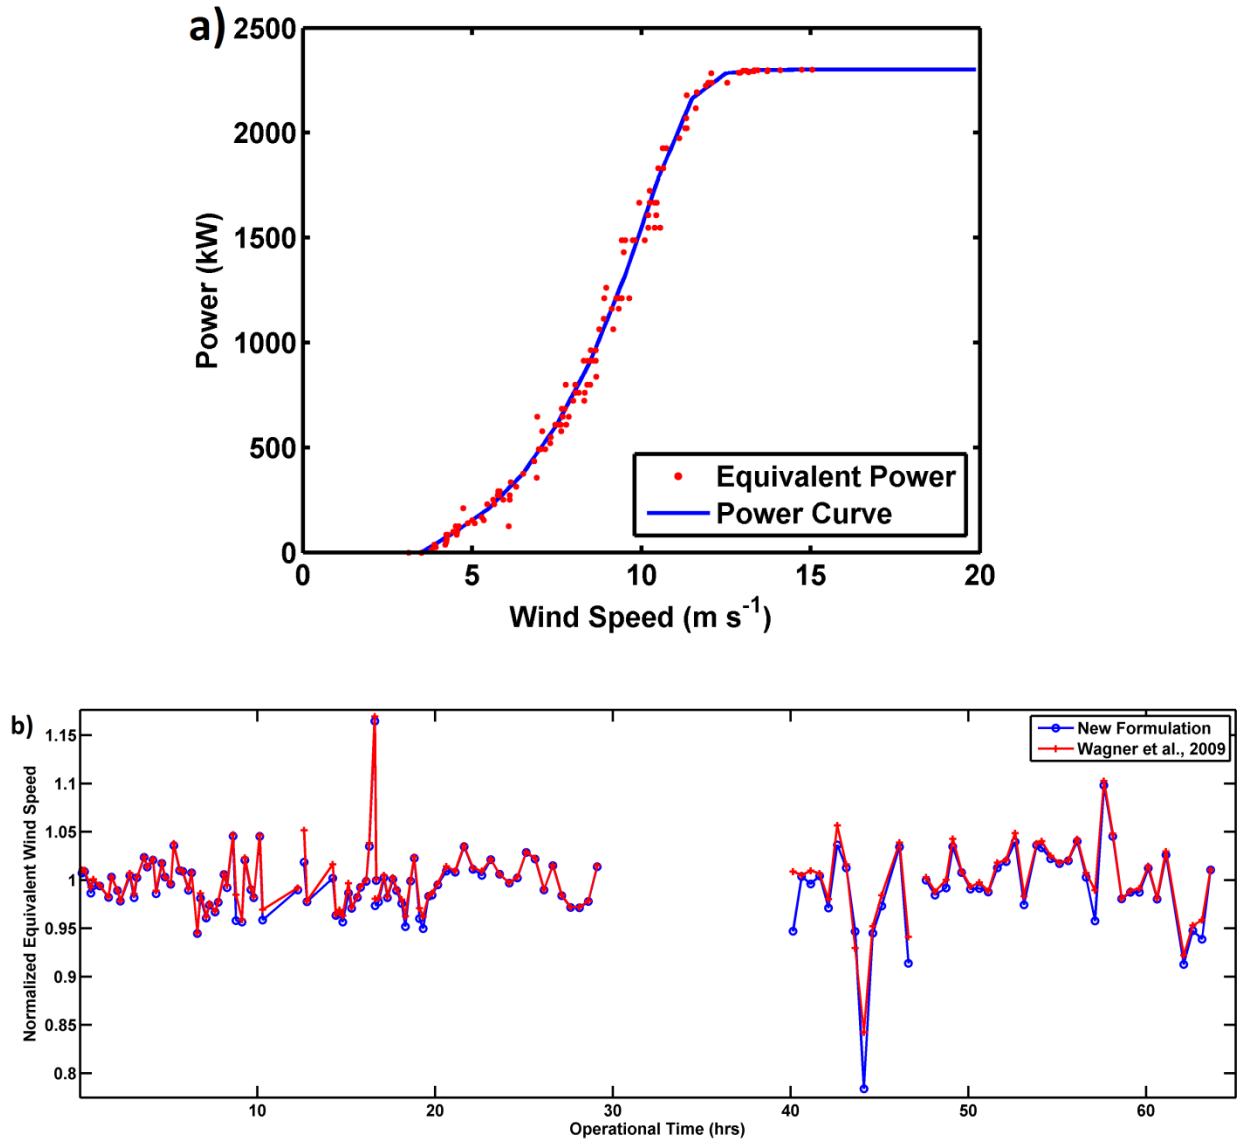 a)
2500
2000
1500
1000
500
0
Power (kW)
Equivalent Power
Power Curve
0 5 10 15 20
Wind Speed (m s⁻¹)
b)
1.15
1.1
1.05
1
0.95
0.9
0.85
0.8
Normalized Equivalent Wind Speed
New Formulation
Wagner et al., 2009
10 20 30 40 50 60
Operational Time (hrs)